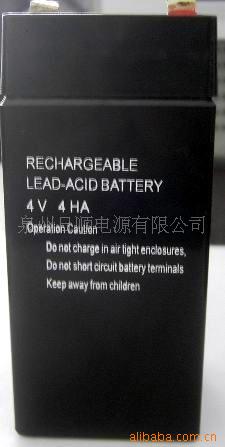 RECHARGEABLE
LEAD-ACID BATTERY
4 V 4 HA
泉州日顺电源有限公司
Operation Caution
Do not charge in air tight enclosures,
Do not short circuit battery terminals
Keep away from children
alibaba.com.cn